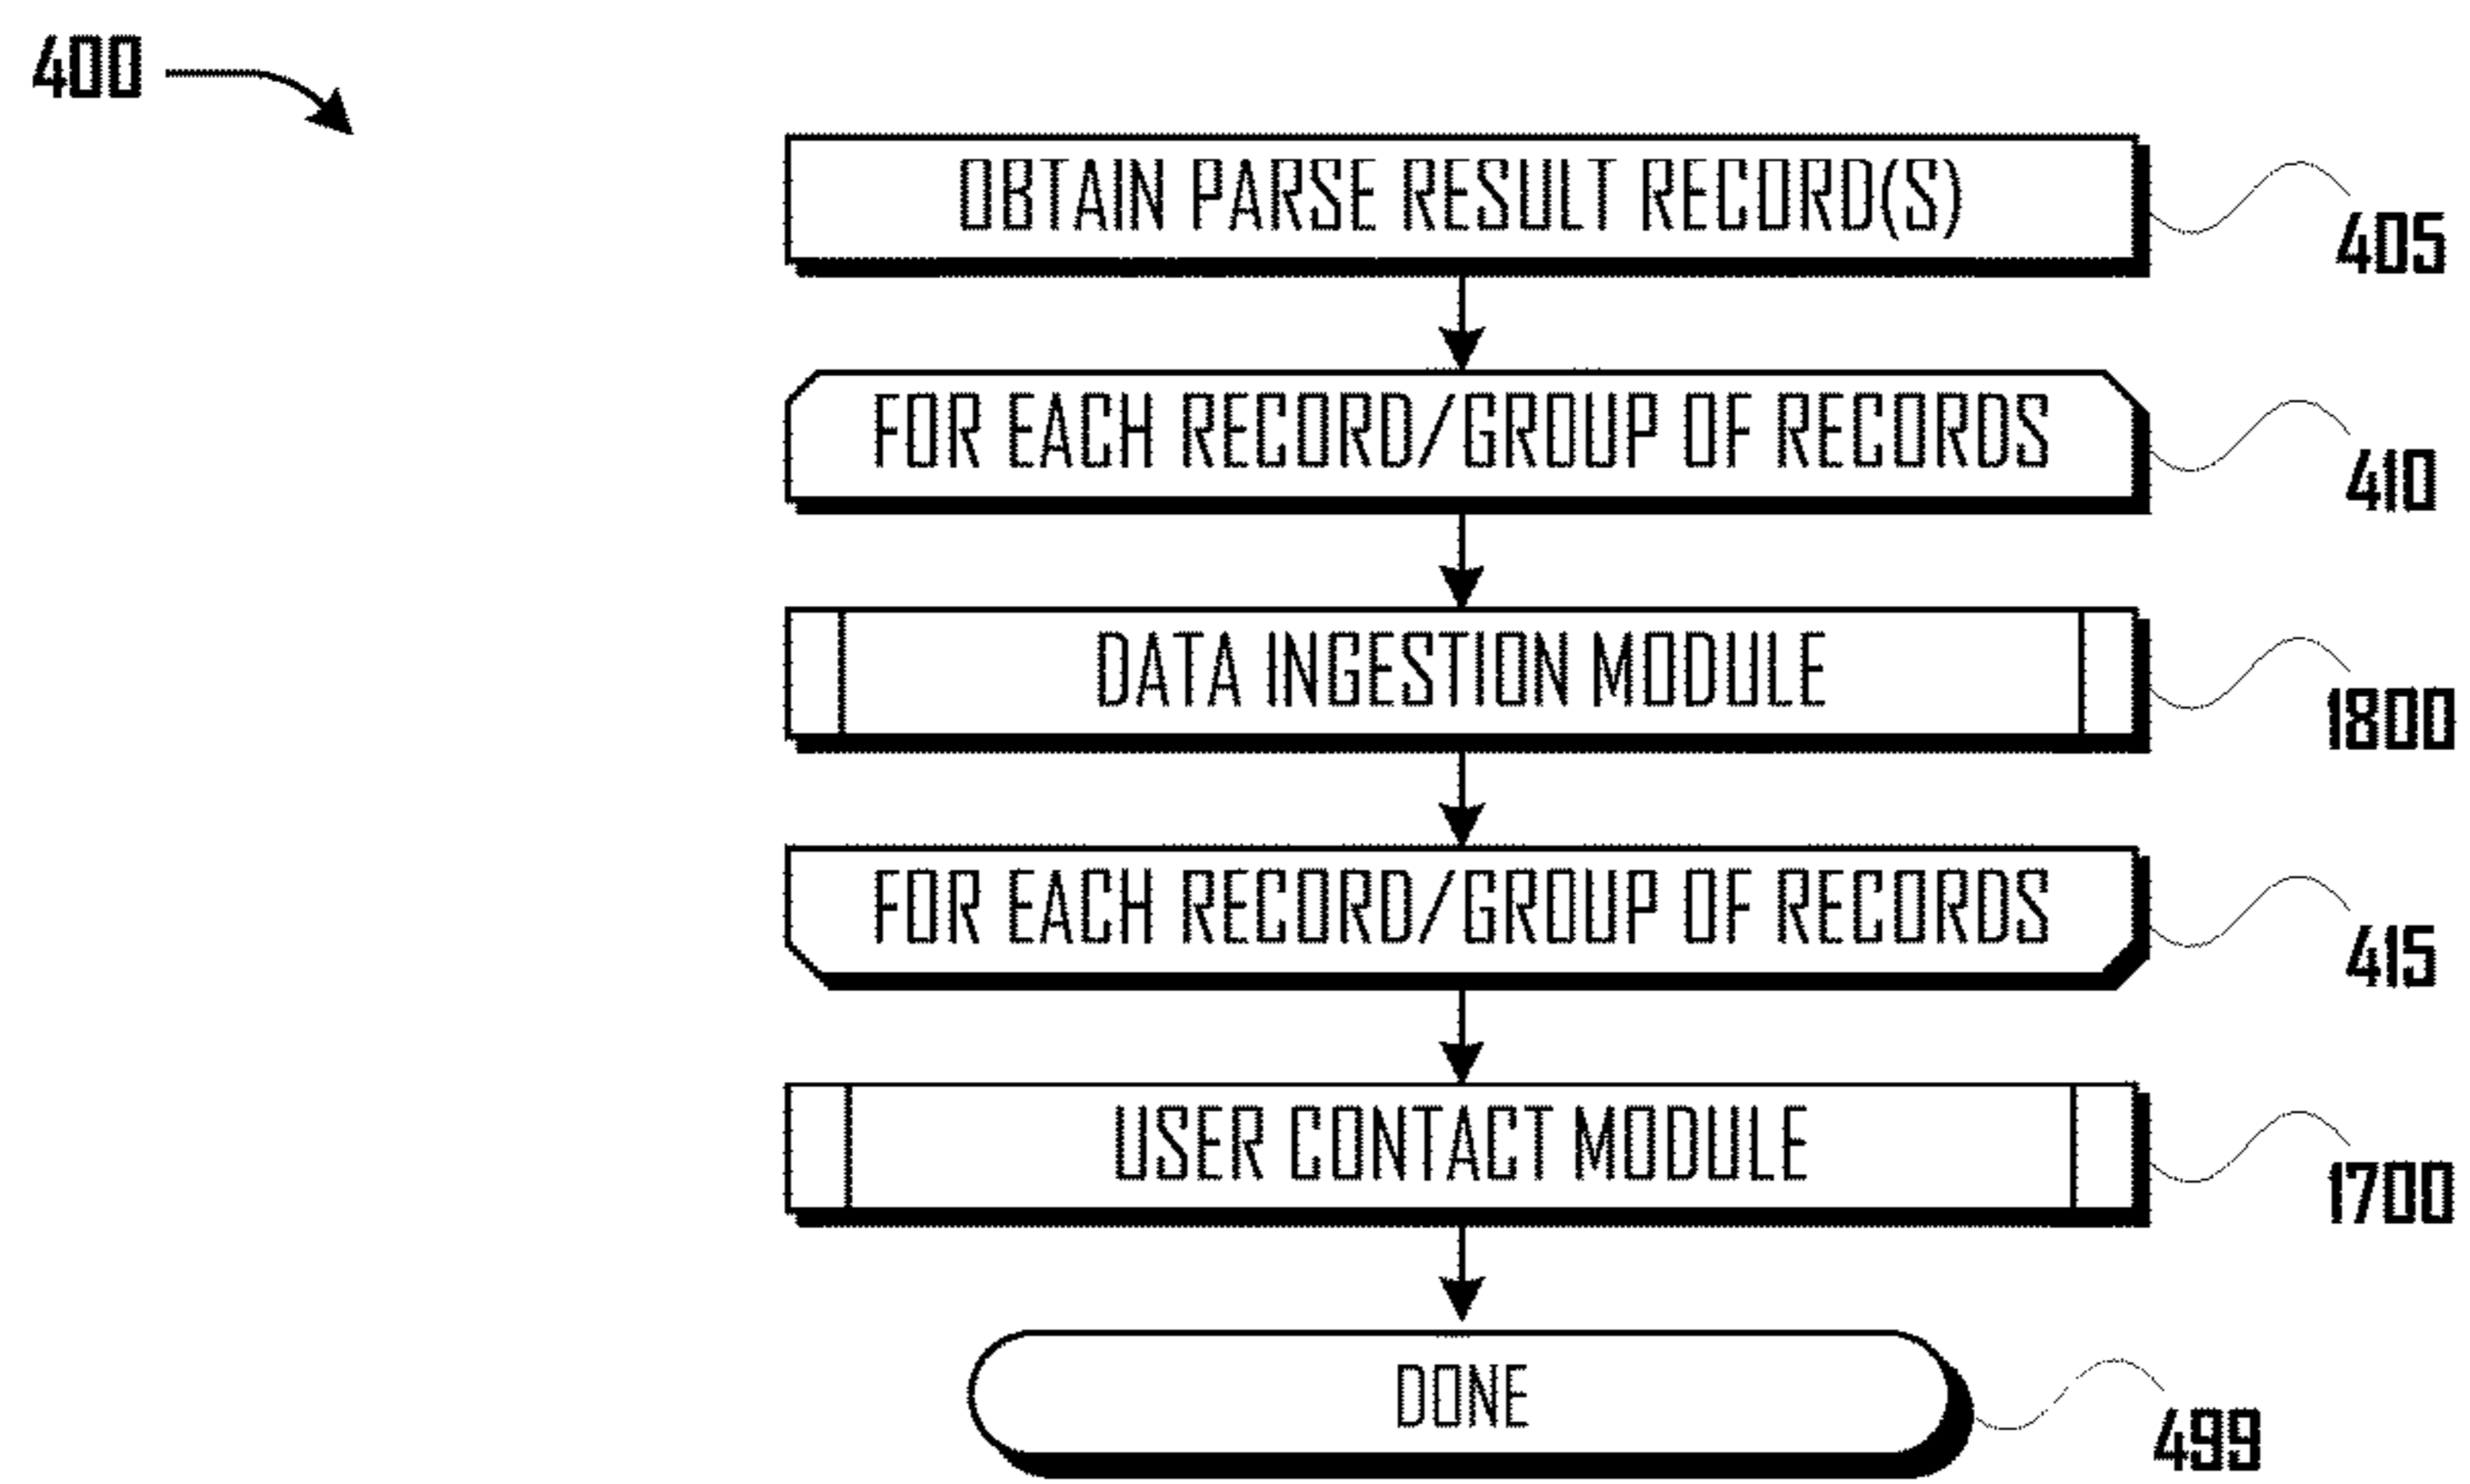 400
OBTAIN PARSE RESULT RECORD(S)
405
FOR EACH RECORD/GROUP OF RECORDS
410
DATA INGESTION MODULE
1800
FOR EACH RECORD/GROUP OF RECORDS
415
USER CONTACT MODULE
1700
DONE
499